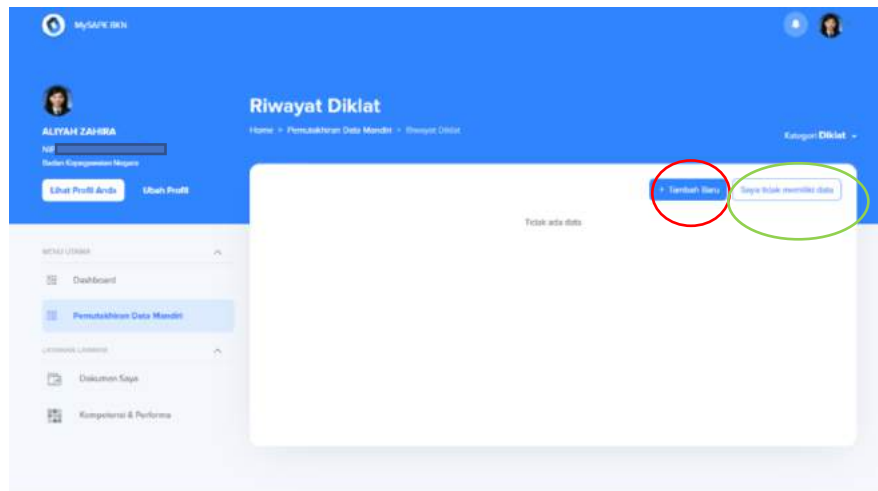 MySAPK BKN
ALIYAH ZAHIRA
NIP
Badan Kepegawaian Negara
Lihat Profil Anda
Ubah Profil
Riwayat Diklat
Home > Pemutakhiran Data Mandiri > Riwayat Diklat
Kategori Diklat
+ Tambah Baru
Saya tidak memiliki data
Tidak ada data
MENU UTAMA
Dashboard
Pemutakhiran Data Mandiri
LAYANAN LAINNYA
Dokumen Saya
Kompetensi & Performa